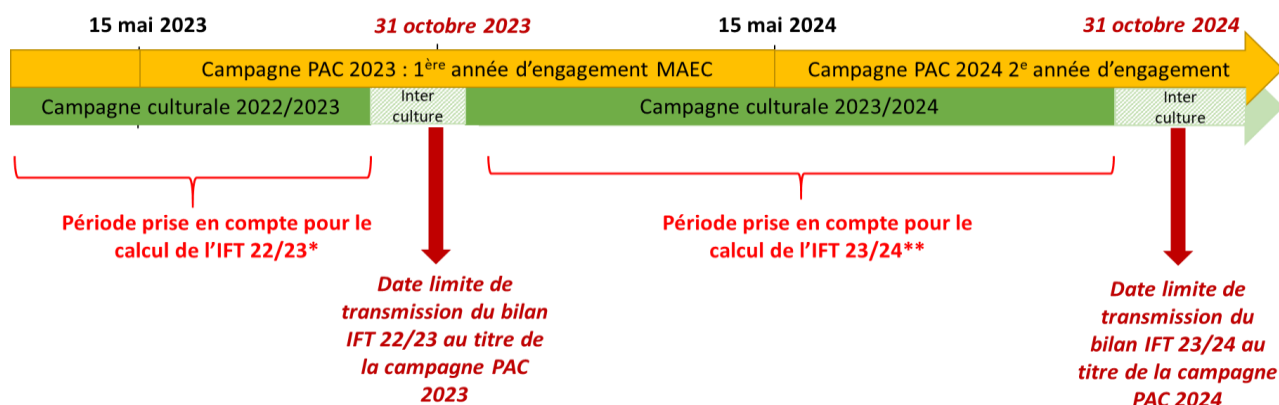 15 mai 2023
31 octobre 2023
15 mai 2024
31 octobre 2024
Campagne PAC 2023 : 1ère année d'engagement MAEC
Campagne PAC 2024 2e année d'engagement
Campagne culturale 2022/2023
Inter
culture
Campagne culturale 2023/2024
Inter
culture
Période prise en compte pour le
calcul de l'IFT 22/23*
Période prise en compte pour le
calcul de l'IFT 23/24**
Date limite de
transmission du bilan
IFT 22/23 au titre de
la campagne PAC
2023
Date limite de
transmission du
bilan IFT 23/24 au
titre de la campagne
PAC 2024